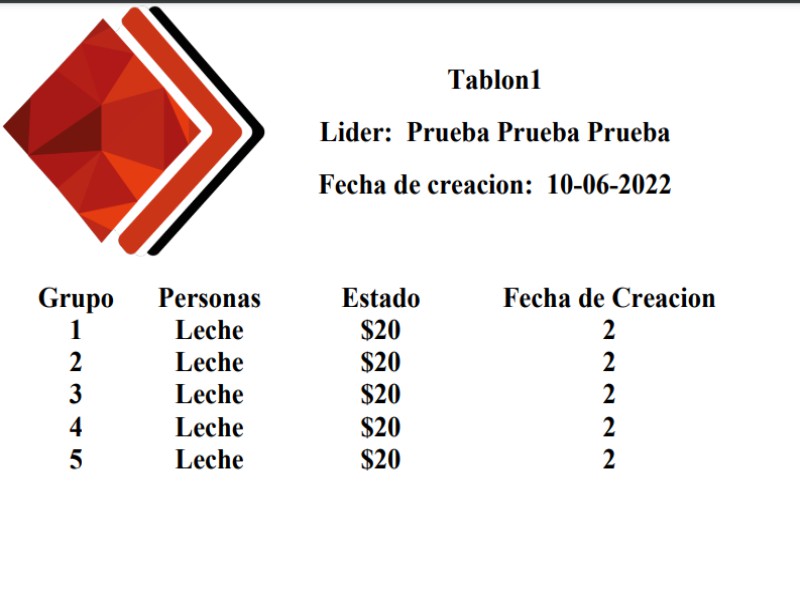 Tablon1
Lider: Prueba Prueba Prueba
Fecha de creacion: 10-06-2022
Grupo Personas Estado Fecha de Creacion
1 Leche $20 2
2 Leche $20 2
3 Leche $20 2
4 Leche $20 2
5 Leche $20 2